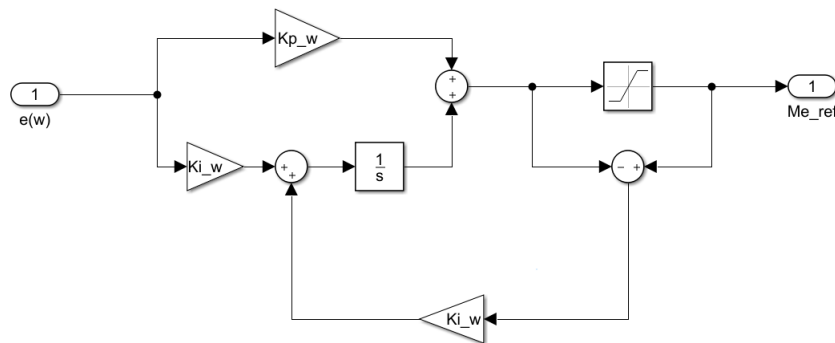 Kp_w
1
e(w)
Ki_w
+
+
1
s
+
+
1
Me_ref
-
+
Ki_w